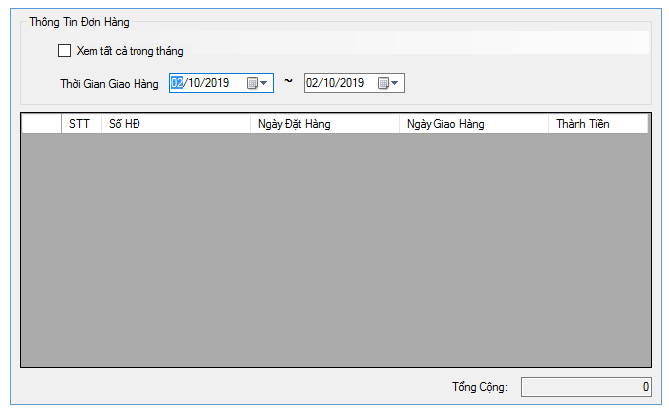 Thông Tin Đơn Hàng
Xem tất cả trong tháng
Thời Gian Giao Hàng 02/10/2019 ~ 02/10/2019
STT Số HĐ Ngày Đặt Hàng Ngày Giao Hàng Thành Tiền
Tổng Cộng: 0